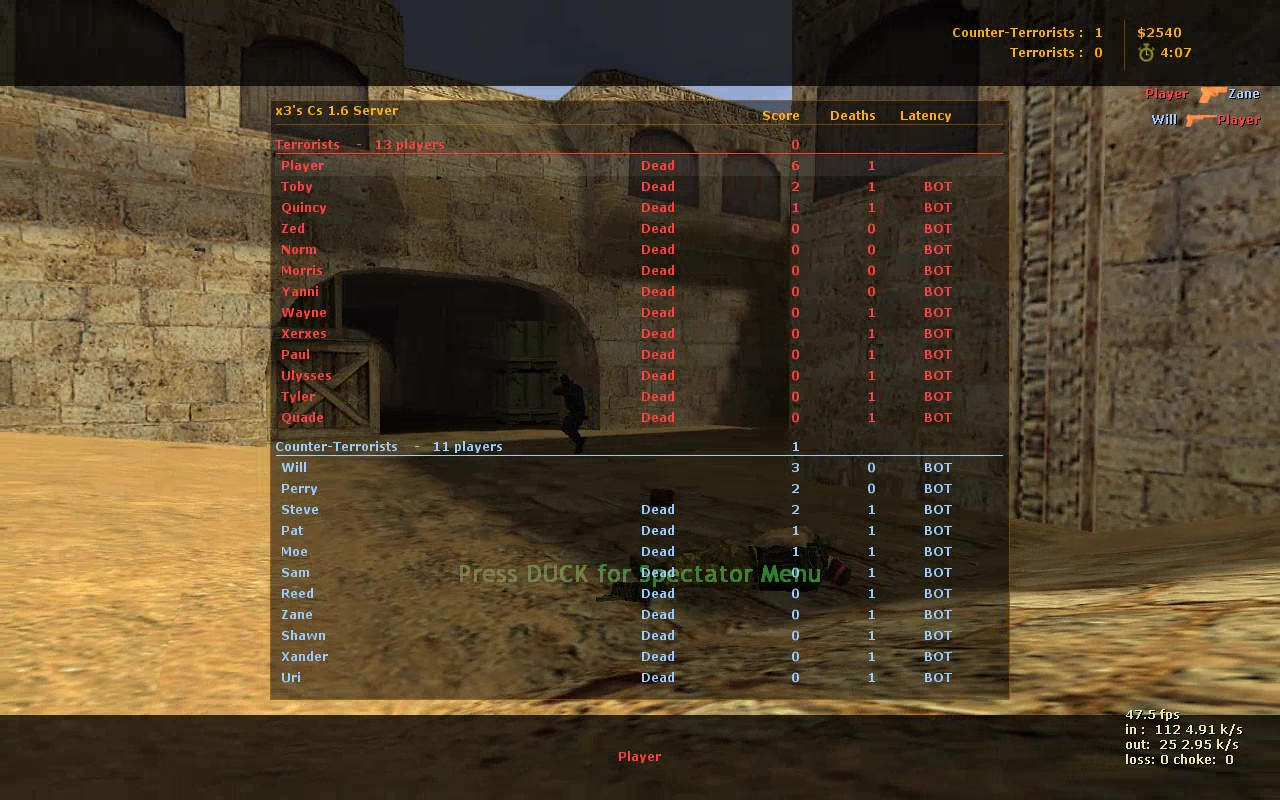 Counter-Terrorists : 1 $2540
Terrorists : 0 4:07
Player Zane
Will Player
x3's Cs 1.6 Server
Score Deaths Latency
Terrorists - 13 players 0
Player Dead 6 1
Toby Dead 2 1 BOT
Quincy Dead 1 1 BOT
Zed Dead 0 0 BOT
Norm Dead 0 0 BOT
Morris Dead 0 0 BOT
Yanni Dead 0 0 BOT
Wayne Dead 0 1 BOT
Xerxes Dead 0 1 BOT
Paul Dead 0 1 BOT
Ulysses Dead 0 1 BOT
Tyler Dead 0 1 BOT
Quade Dead 0 1 BOT
Counter-Terrorists - 11 players 1
Will 3 0 BOT
Perry 2 0 BOT
Steve Dead 2 1 BOT
Pat Dead 1 1 BOT
Moe Dead 1 1 BOT
Sam Dead 0 1 BOT
Press DUCK for Spectator Menu
Reed Dead 0 1 BOT
Zane Dead 0 1 BOT
Shawn Dead 0 1 BOT
Xander Dead 0 1 BOT
Uri Dead 0 1 BOT
47.5 fps
in : 112 4.91 k/s
out: 25 2.95 k/s
loss: 0 choke: 0
Player